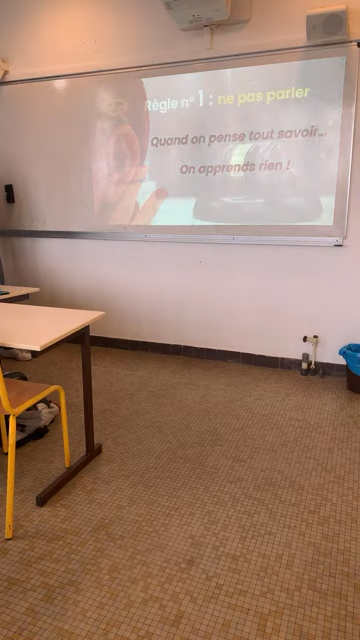 Règle n° 1 : ne pas parler
Quand on pense tout savoir...
On apprends rien !